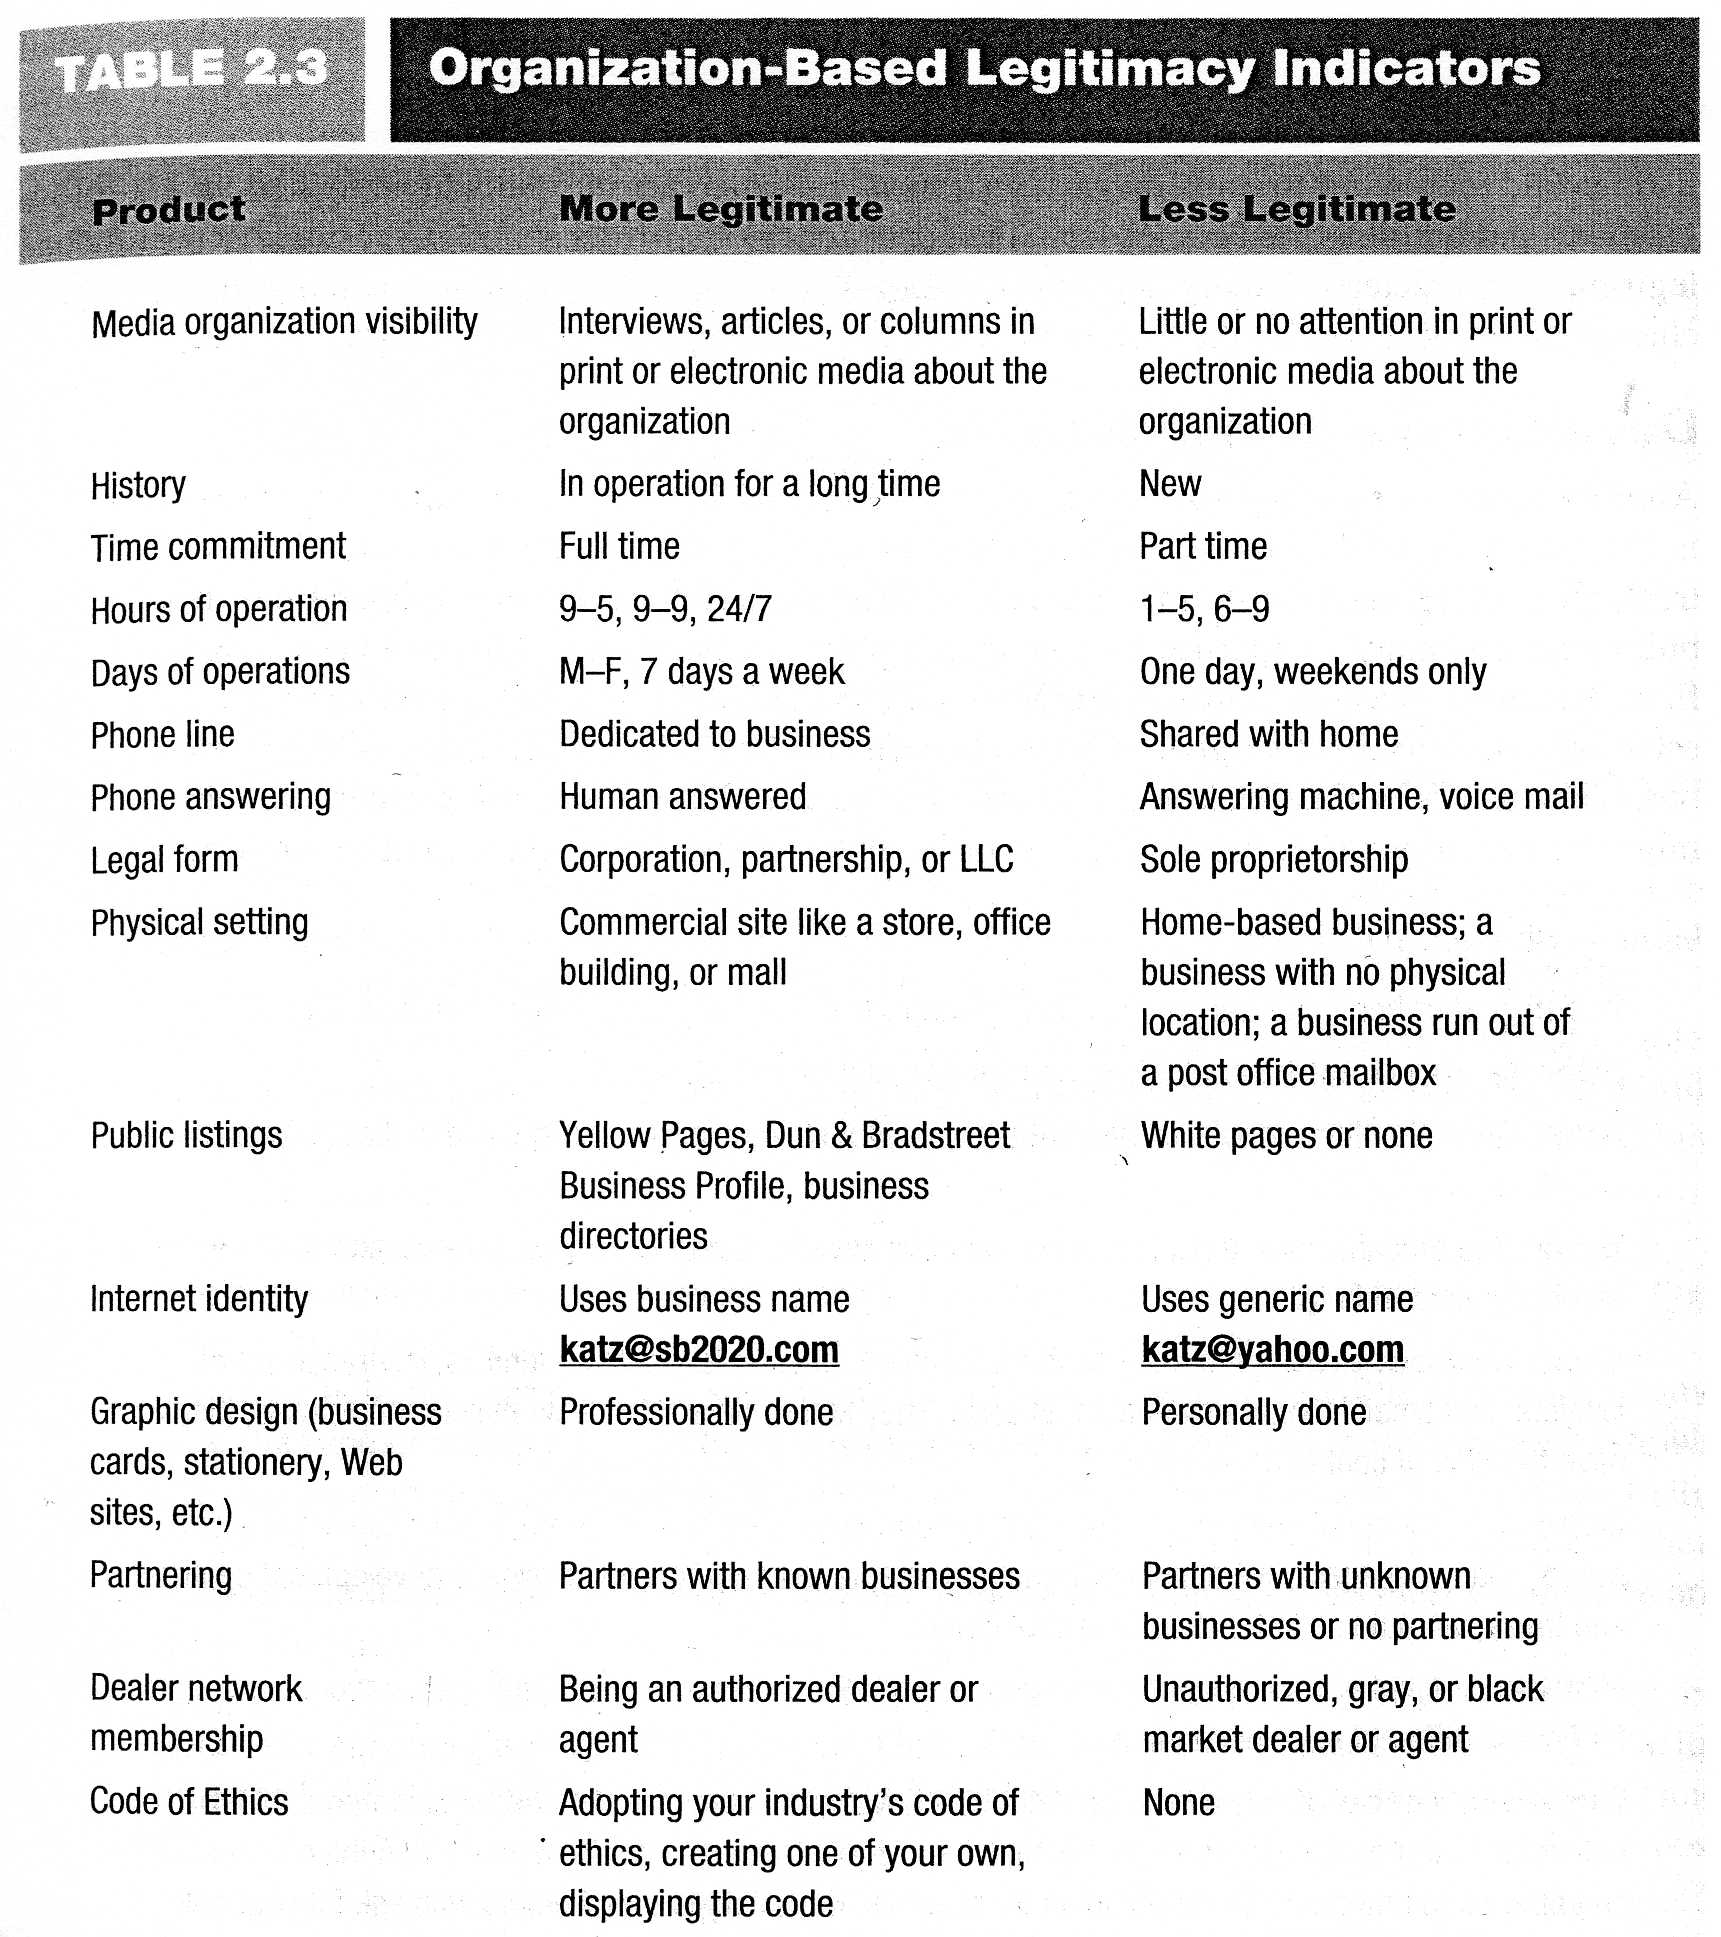 TABLE 2.3 Organization-Based Legitimacy Indicators
Product More Legitimate Less Legitimate
Media organization visibility Interviews, articles, or columns in Little or no attention in print or
print or electronic media about the electronic media about the
organization organization
History In operation for a long time New
Time commitment Full time Part time
Hours of operation 9–5, 9–9, 24/7 1–5, 6–9
Days of operations M–F, 7 days a week One day, weekends only
Phone line Dedicated to business Shared with home
Phone answering Human answered Answering machine, voice mail
Legal form Corporation, partnership, or LLC Sole proprietorship
Physical setting Commercial site like a store, office Home-based business; a
building, or mall business with no physical
location; a business run out of
a post office mailbox
Public listings Yellow Pages, Dun & Bradstreet White pages or none
Business Profile, business
directories
Internet identity Uses business name Uses generic name
katz@sb2020.com katz@yahoo.com
Graphic design (business Professionally done Personally done
cards, stationery, Web
sites, etc.)
Partnering Partners with known businesses Partners with unknown
businesses or no partnering
Dealer network Being an authorized dealer or Unauthorized, gray, or black
membership agent market dealer or agent
Code of Ethics Adopting your industry's code of None
ethics, creating one of your own,
displaying the code